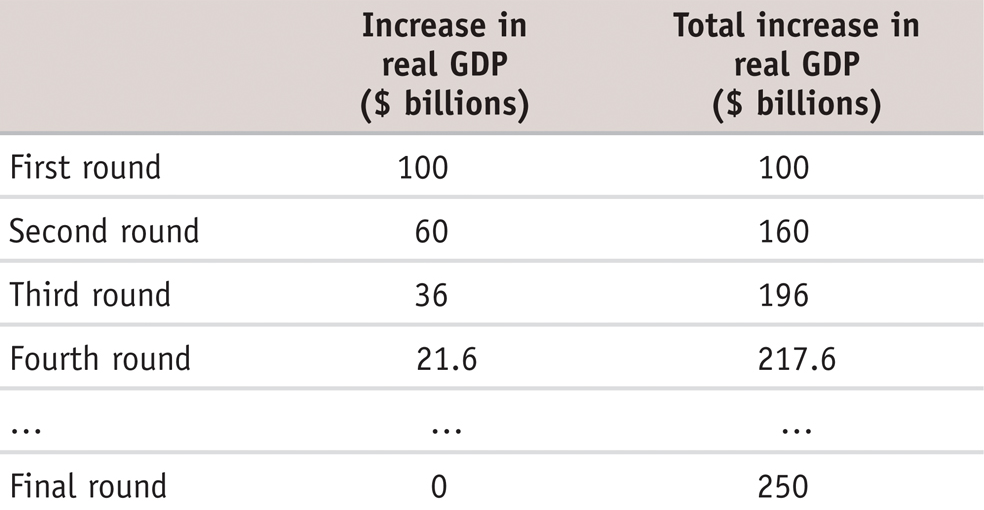 Increase in real GDP ($ billions) Total increase in real GDP ($ billions)
First round 100 100
Second round 60 160
Third round 36 196
Fourth round 21.6 217.6
... ... ...
Final round 0 250